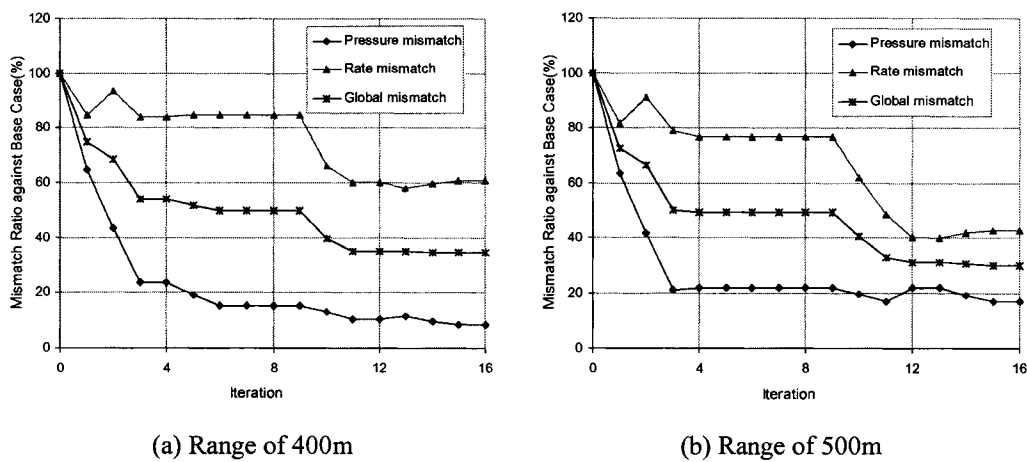 Mismatch Ratio against Base Case(%)
120
100
80
60
40
20
0
Pressure mismatch
Rate mismatch
Global mismatch
0
4
8
12
16
Iteration
(a) Range of 400m
Mismatch Ratio against Base Case(%)
120
100
80
60
40
20
0
Pressure mismatch
Rate mismatch
Global mismatch
0
4
8
12
16
Iteration
(b) Range of 500m